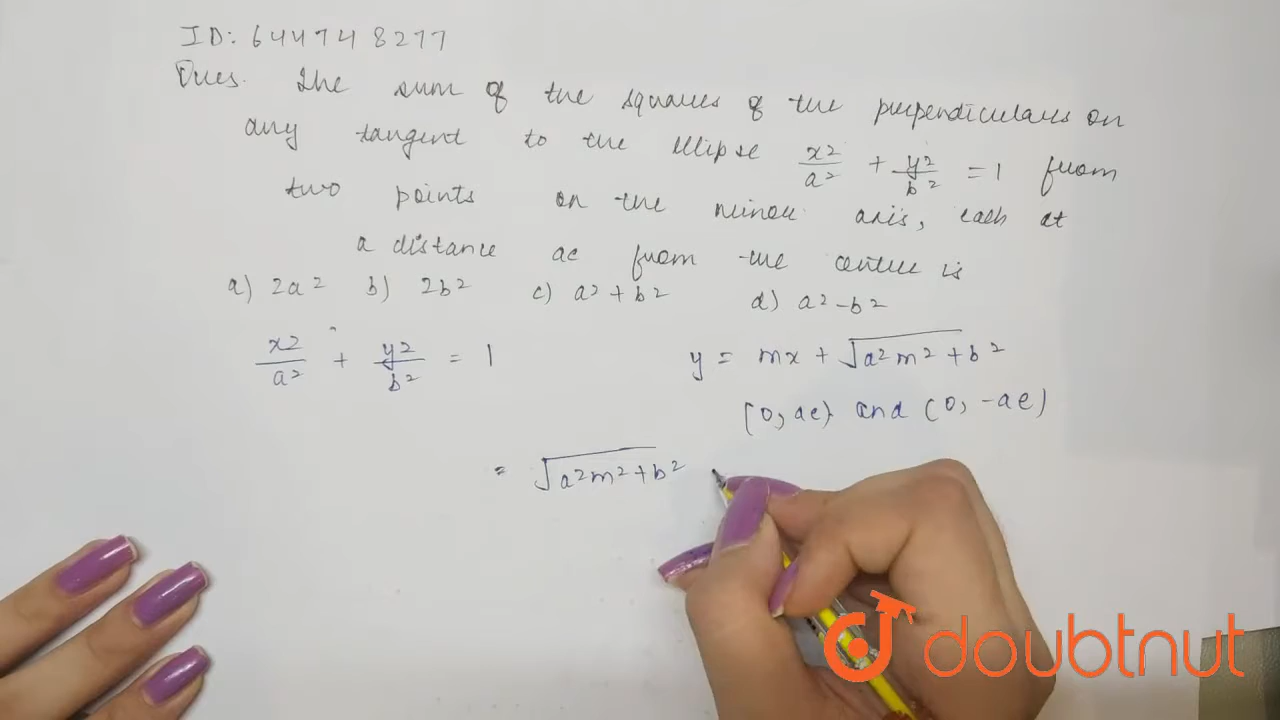 ID: 644748277
Ques. The sum of the squares of the perpendiculars on
any tangent to the ellipse x2/a2 + y2/b2 = 1 from
two points on the minor axis, each at
a distance ae from the centre is
a) 2a2 b) 2b2 c) a2 + b2 d) a2 - b2
x2/a2 + y2/b2 = 1 y = mx + √a2m2 + b2
(0, ae) and (0, -ae)
= √a2m2 + b2
doubtnut